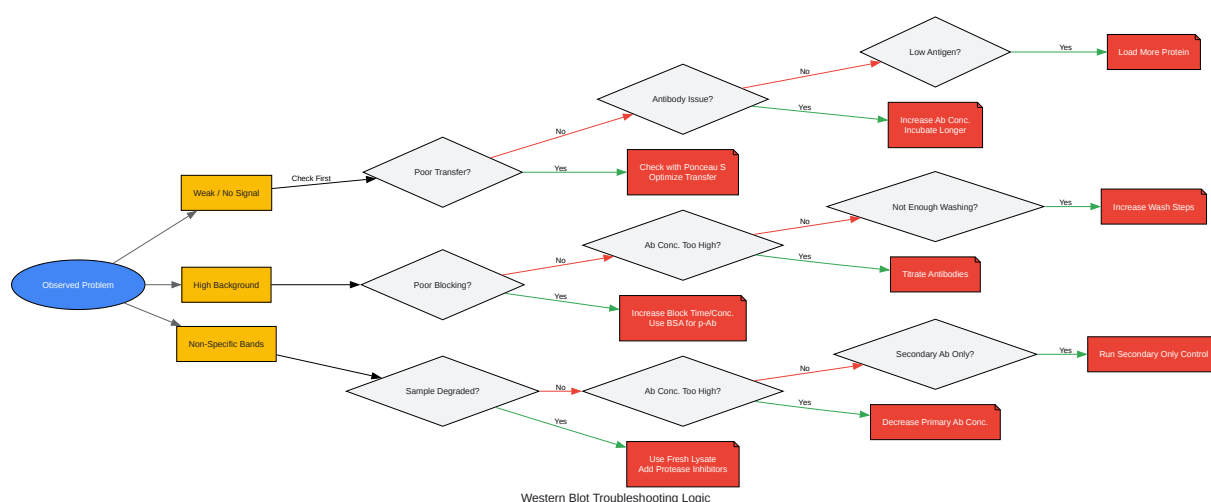 Observed Problem
Weak / No Signal
Check First
Poor Transfer?
No
Antibody Issue?
No
Low Antigen?
Yes
Load More Protein
Yes
Increase Ab Conc.
Incubate Longer
Yes
Check with Ponceau S
Optimize Transfer
High Background
Poor Blocking?
No
Ab Conc. Too High?
No
Not Enough Washing?
Yes
Increase Wash Steps
Yes
Titrate Antibodies
Yes
Increase Block Time/Conc.
Use BSA for p-Ab
Non-Specific Bands
Sample Degraded?
No
Ab Conc. Too High?
No
Secondary Ab Only?
Yes
Run Secondary Only Control
Yes
Decrease Primary Ab Conc.
Yes
Use Fresh Lysate
Add Protease Inhibitors
Western Blot Troubleshooting Logic